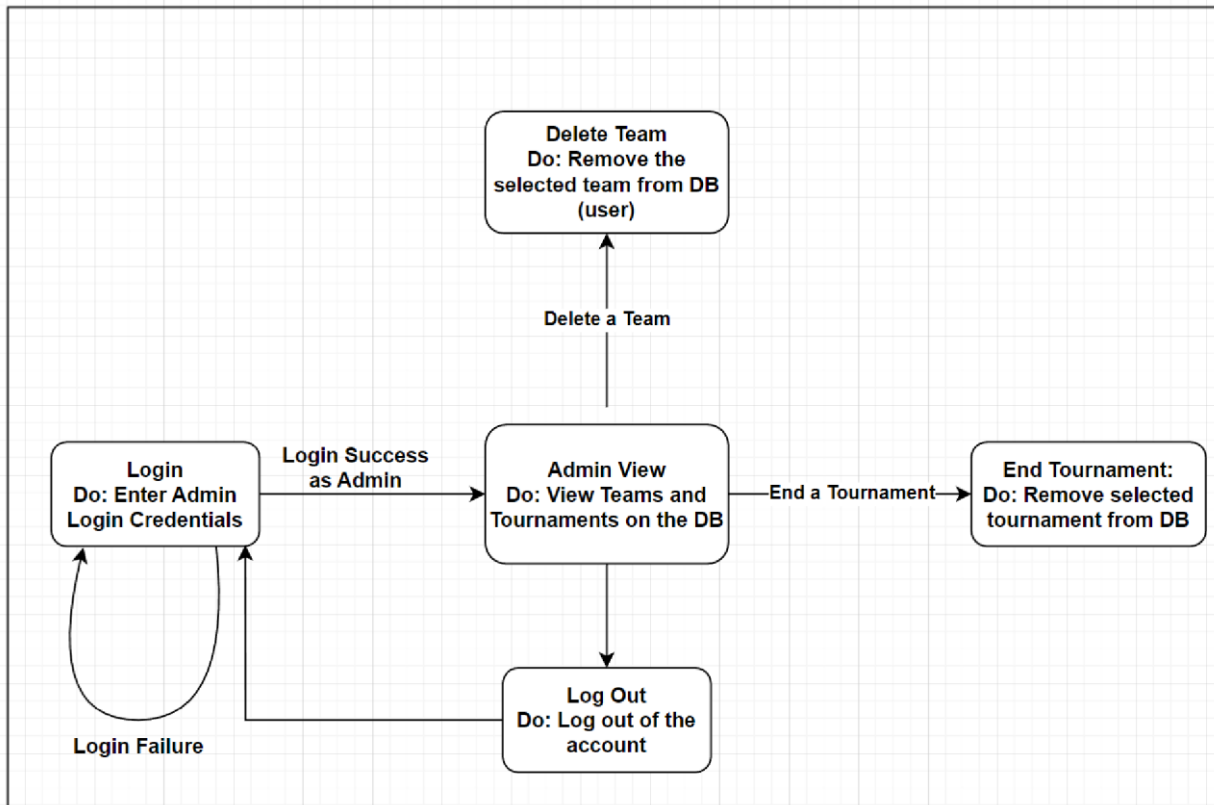 Delete Team
Do: Remove the
selected team from DB
(user)
Delete a Team
Login
Do: Enter Admin
Login Credentials
Login Success
as Admin
Admin View
Do: View Teams and
Tournaments on the DB
End a Tournament
End Tournament:
Do: Remove selected
tournament from DB
Login Failure
Log Out
Do: Log out of the
account